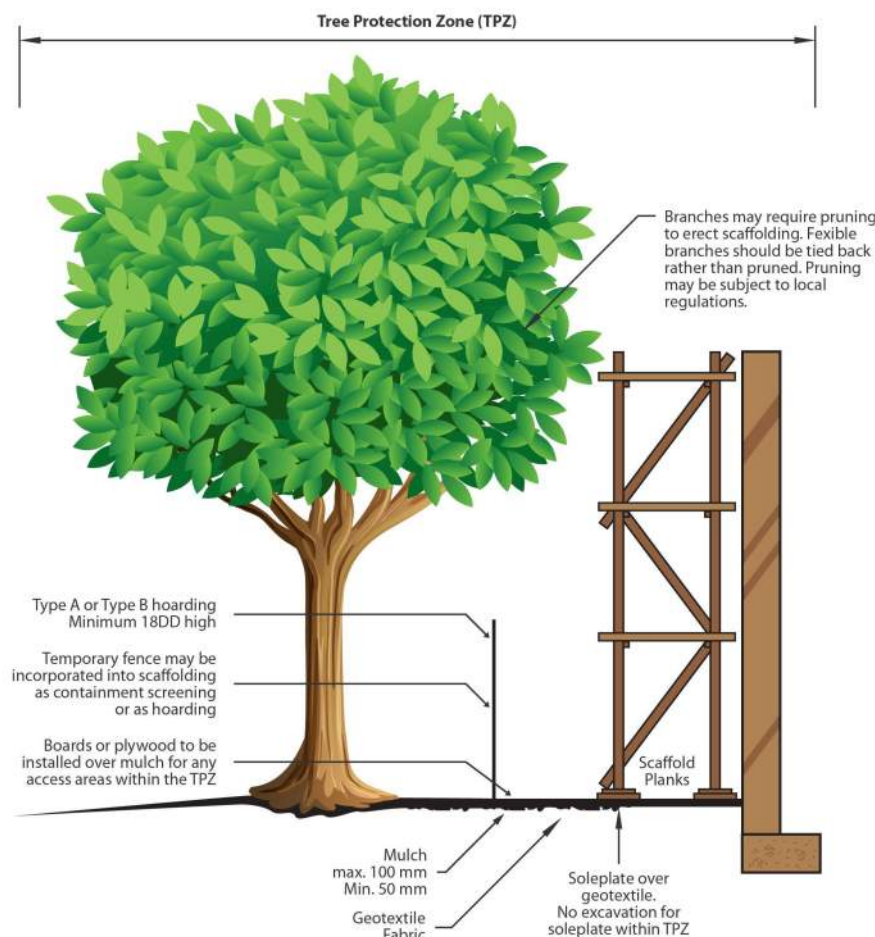 Tree Protection Zone (TPZ)
Branches may require pruning
to erect scaffolding. Fexible
branches should be tied back
rather than pruned. Pruning
may be subject to local
regulations.
Type A or Type B hoarding
Minimum 18DD high
Temporary fence may be
incorporated into scaffolding
as containment screening
or as hoarding
Boards or plywood to be
installed over mulch for any
access areas within the TPZ
Scaffold
Planks
Mulch
max. 100 mm
Min. 50 mm
Geotextile
Fabric
Soleplate over
geotextile.
No excavation for
soleplate within TPZ